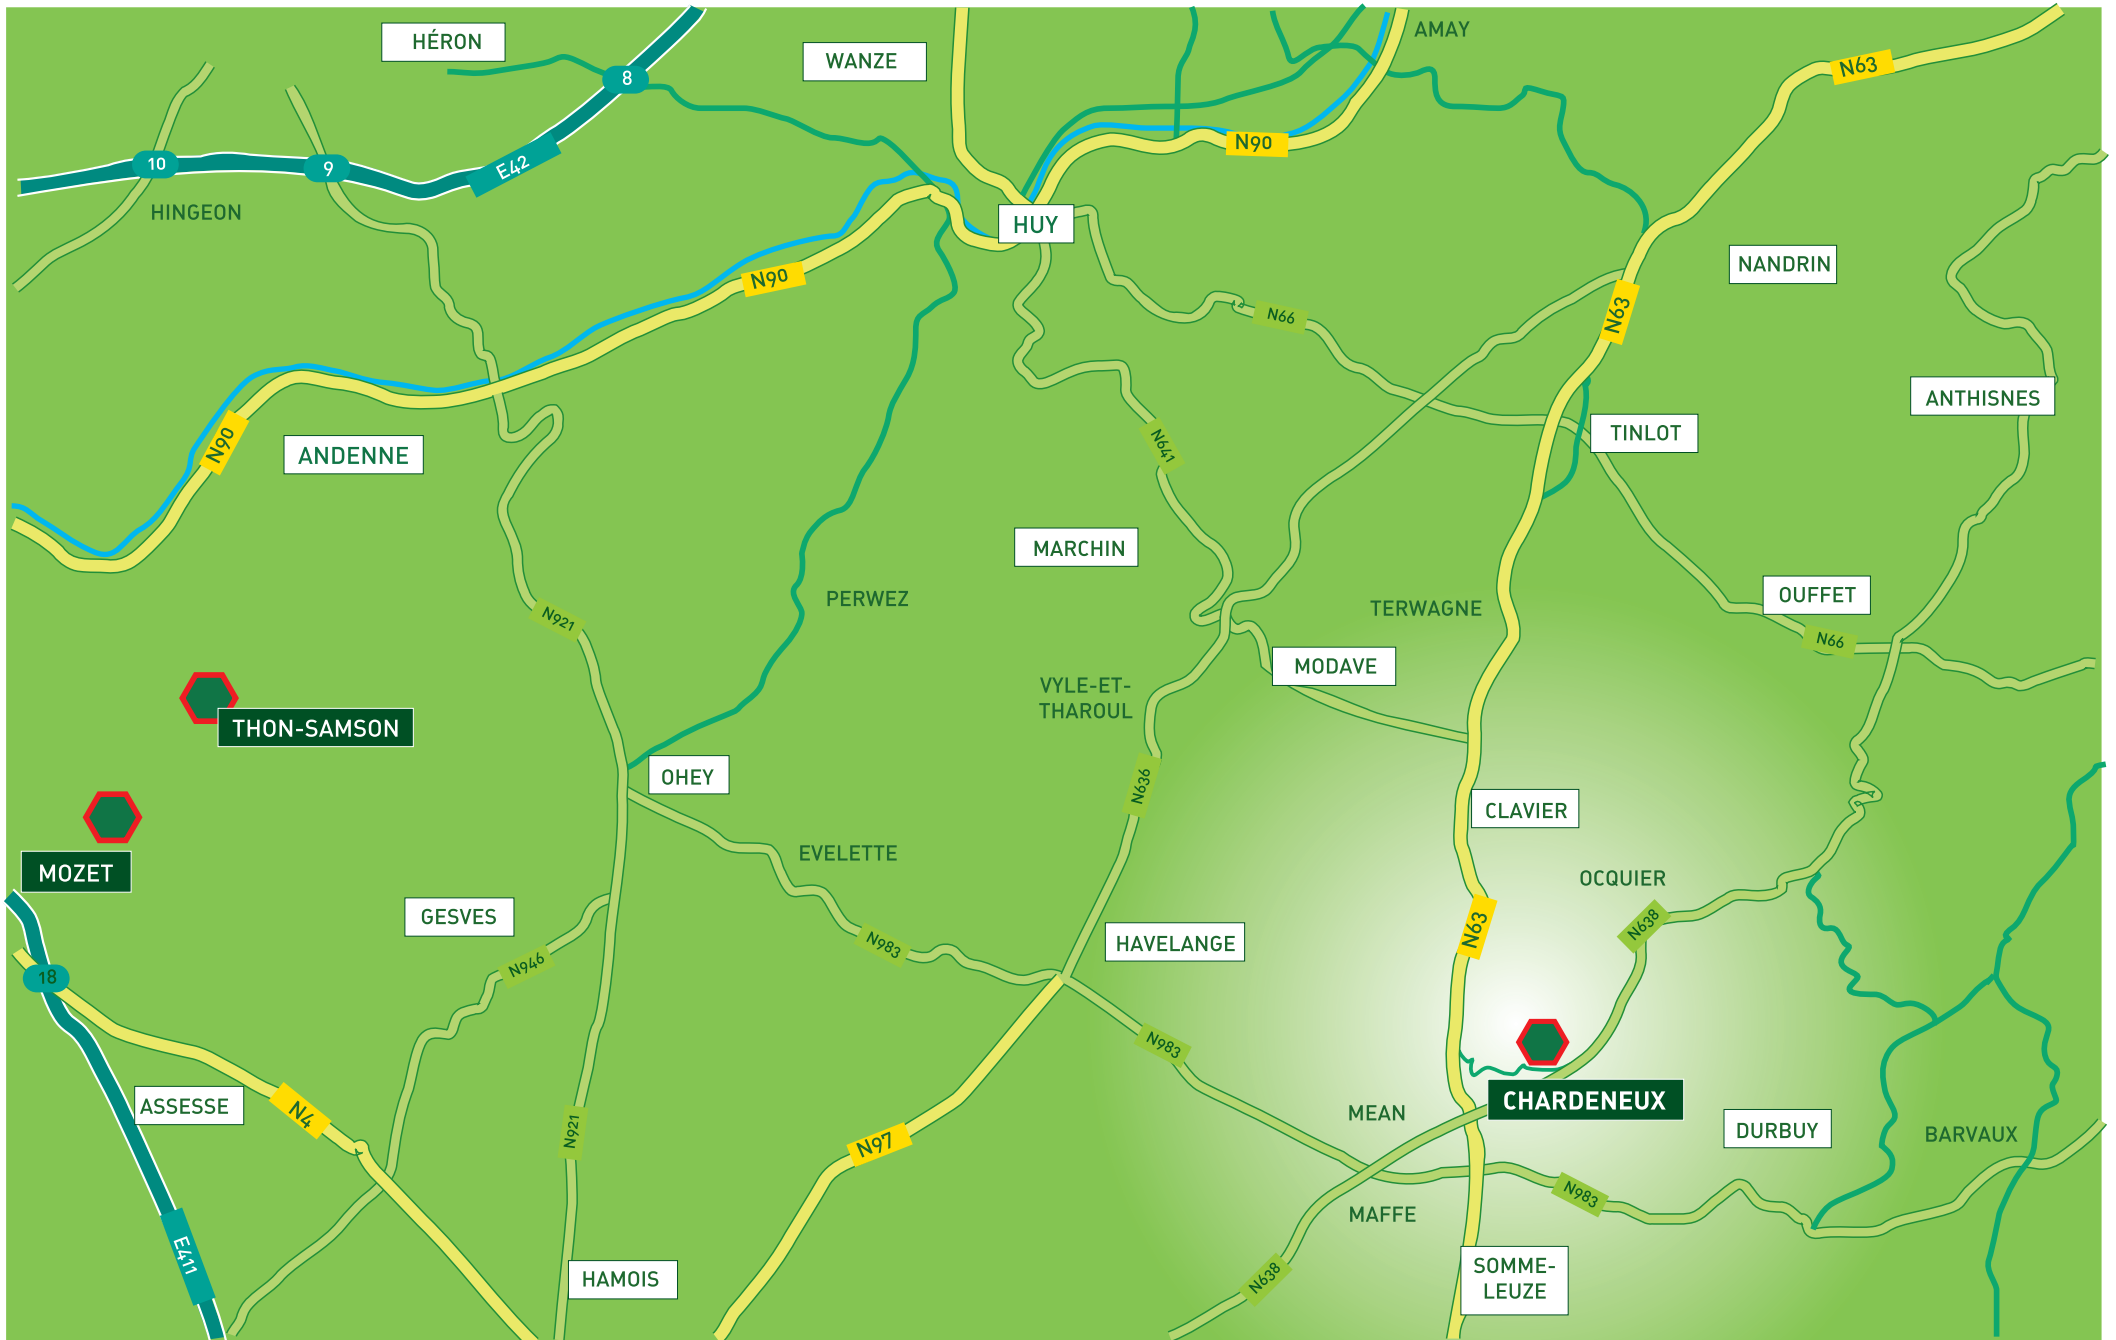 HÉRON
WANZE
AMAY
N63
8
10
9
E42
N90
HINGEON
HUY
NANDRIN
N90
N66
N63
ANTHISNES
TINLOT
N90
ANDENNE
N641
MARCHIN
OUFFET
PERWEZ
TERWAGNE
N921
N66
MODAVE
VYLE-ET-
THAROUL
THON-SAMSON
OHEY
N636
CLAVIER
MOZET
EVELETTE
OCQUIER
GESVES
N983
HAVELANGE
N63
N638
N946
18
N983
CHARDENEUX
ASSESSE
N4
N921
N97
MEAN
DURBUY
BARVAUX
N983
MAFFE
E411
HAMOIS
N638
SOMME-
LEUZE